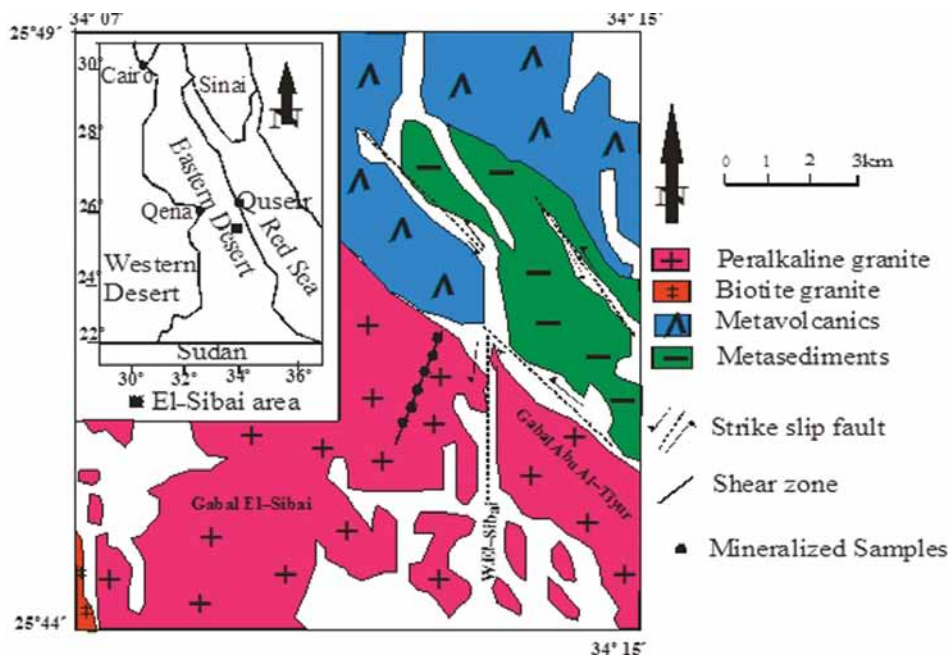 34° 07
34° 15´
25°49´
30°
Cairo
Sinai
N
28°
Eastern Desert
Quseir
26°
Qena
Red Sea
24°
Western
Desert
22°
Sudan
30° 32° 34° 36°
El–Sibai area
N
0 1 2 3km
Peralkaline granite
Biotite granite
Metavolcanics
Metasediments
Strike slip fault
Shear zone
Mineralized Samples
Gabal El–Sibai
W.El–Sibai
Gabal Abu Al–Tiyur
25°44´
34° 15´